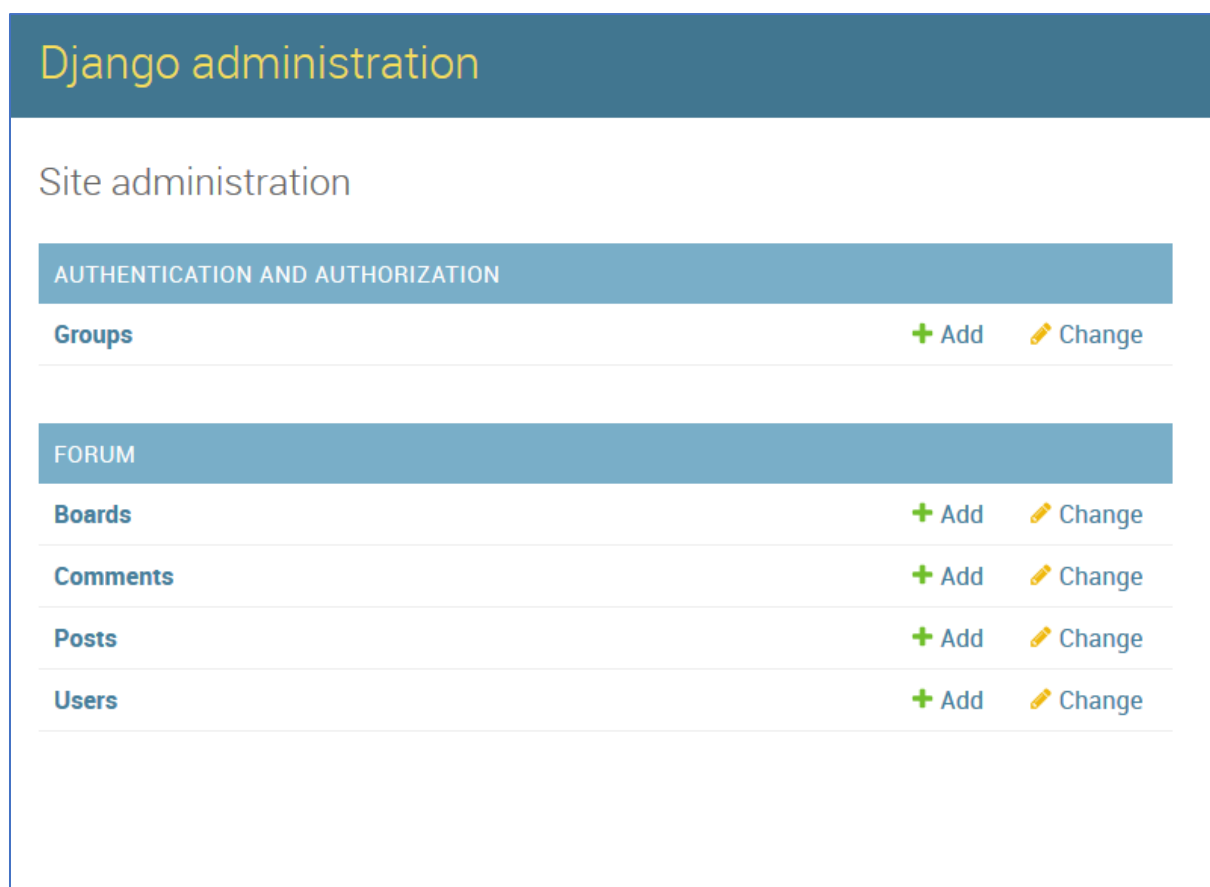 Django administration
Site administration
AUTHENTICATION AND AUTHORIZATION
Groups Add Change
FORUM
Boards Add Change
Comments Add Change
Posts Add Change
Users Add Change